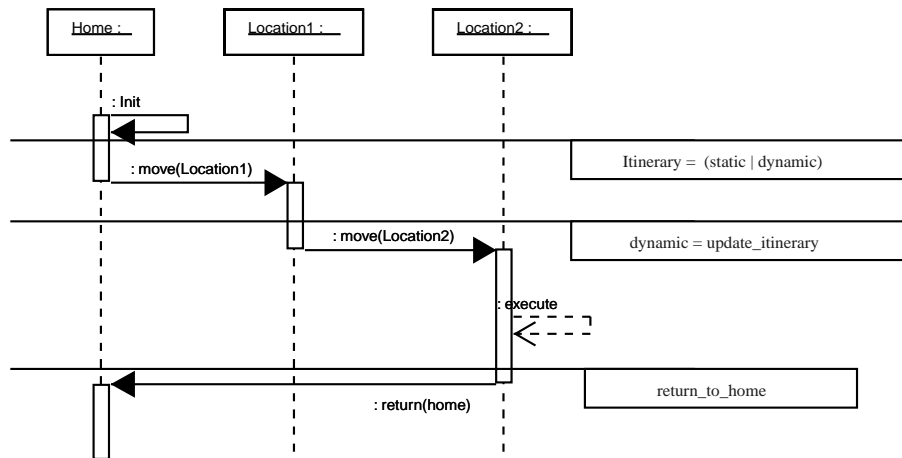 Home :
Location1 :
Location2 :
: Init
Itinerary = (static | dynamic)
: move(Location1)
: move(Location2)
dynamic = update_itinerary
: execute
return_to_home
: return(home)